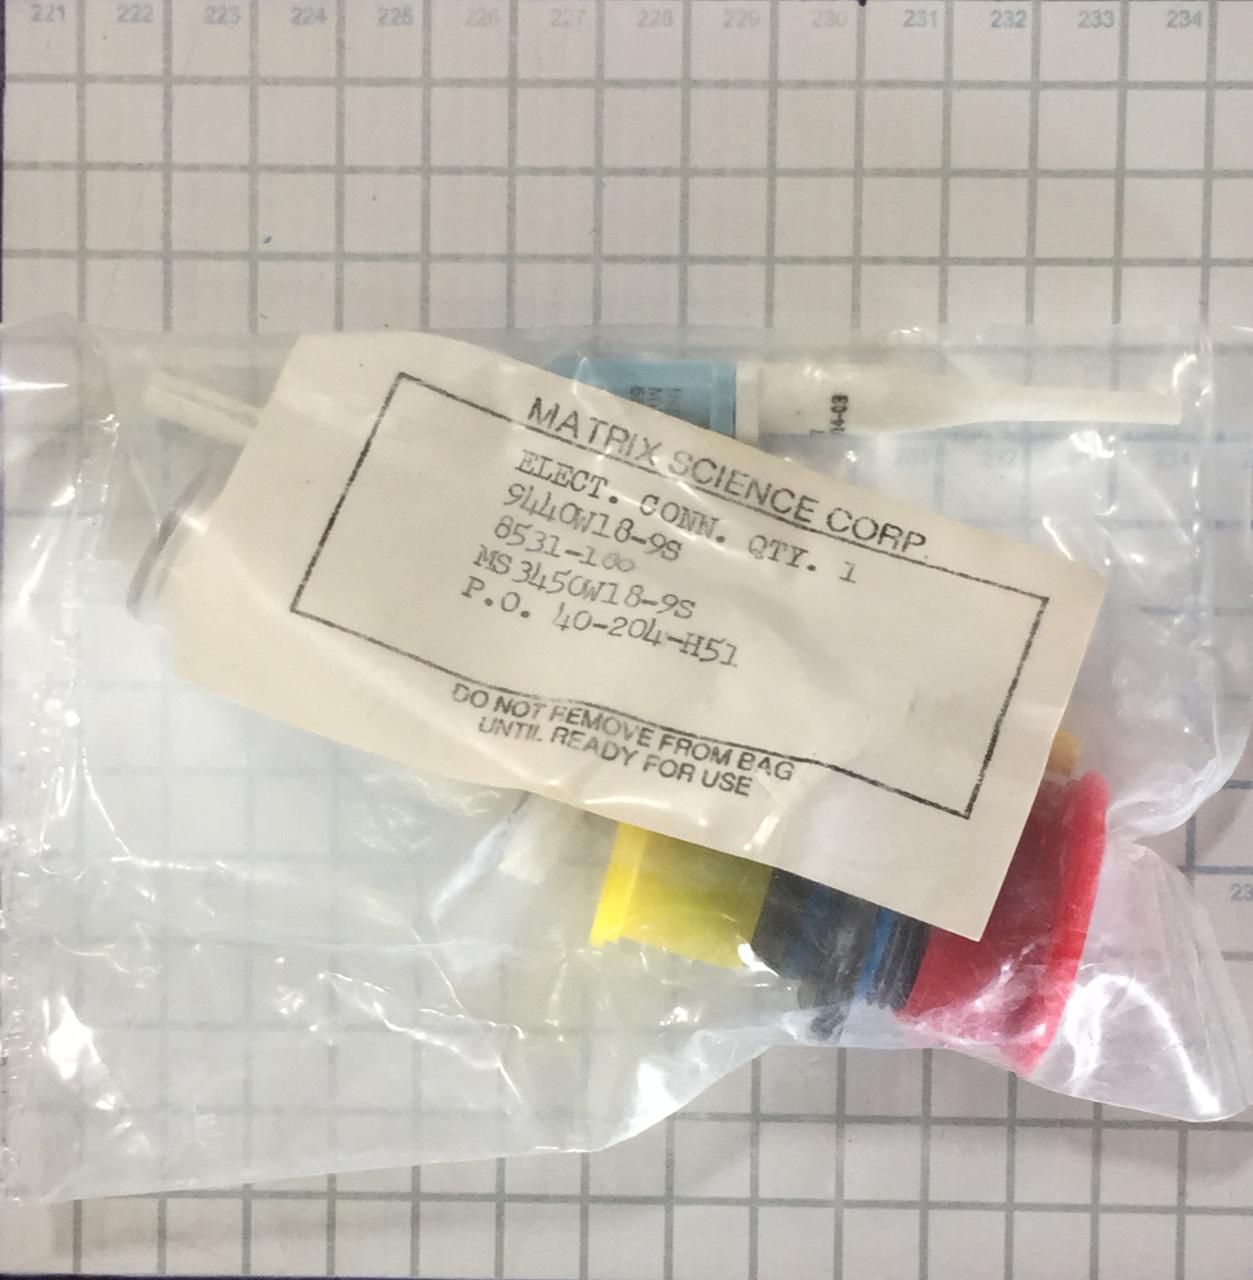 221 222 223 224 225 226 227 228 229 230 231 232 233 234
14-03
MATRIX SCIENCE CORP.
ELECT. CONN. QTY. 1
9440W18-9S
8531-100
MS3450W18-9S
P.O. 40-204-H51
DO NOT REMOVE FROM BAG
UNTIL READY FOR USE